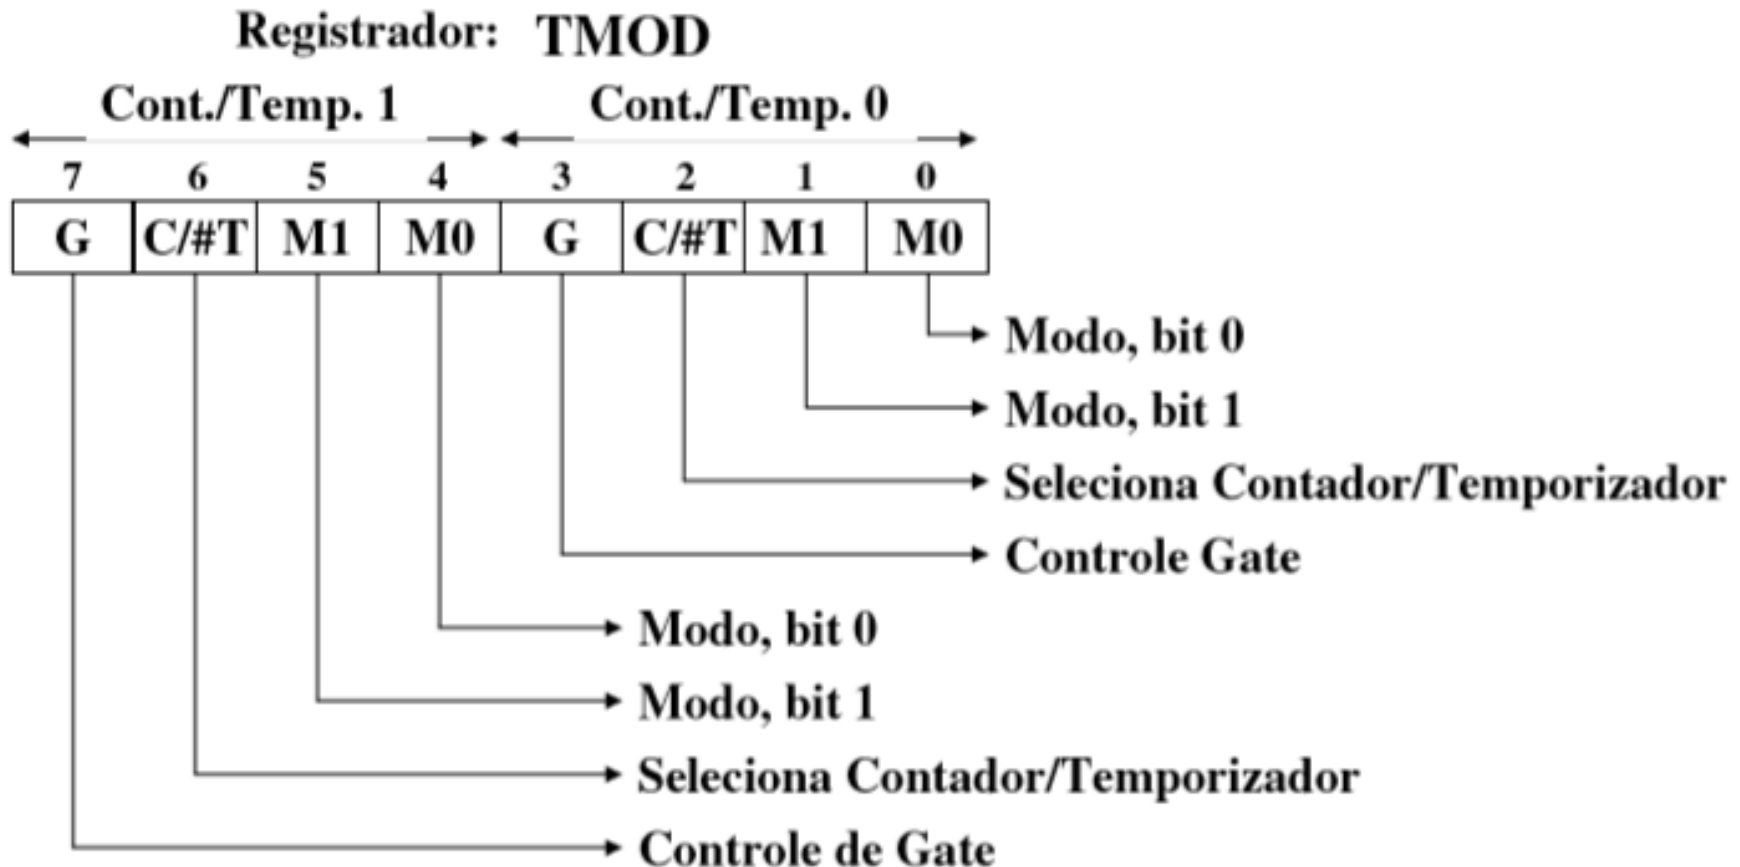 Registrador: TMOD
Cont./Temp. 1 Cont./Temp. 0
7 6 5 4 3 2 1 0
G C/#T M1 M0 G C/#T M1 M0
Modo, bit 0
Modo, bit 1
Seleciona Contador/Temporizador
Controle Gate
Modo, bit 0
Modo, bit 1
Seleciona Contador/Temporizador
Controle de Gate